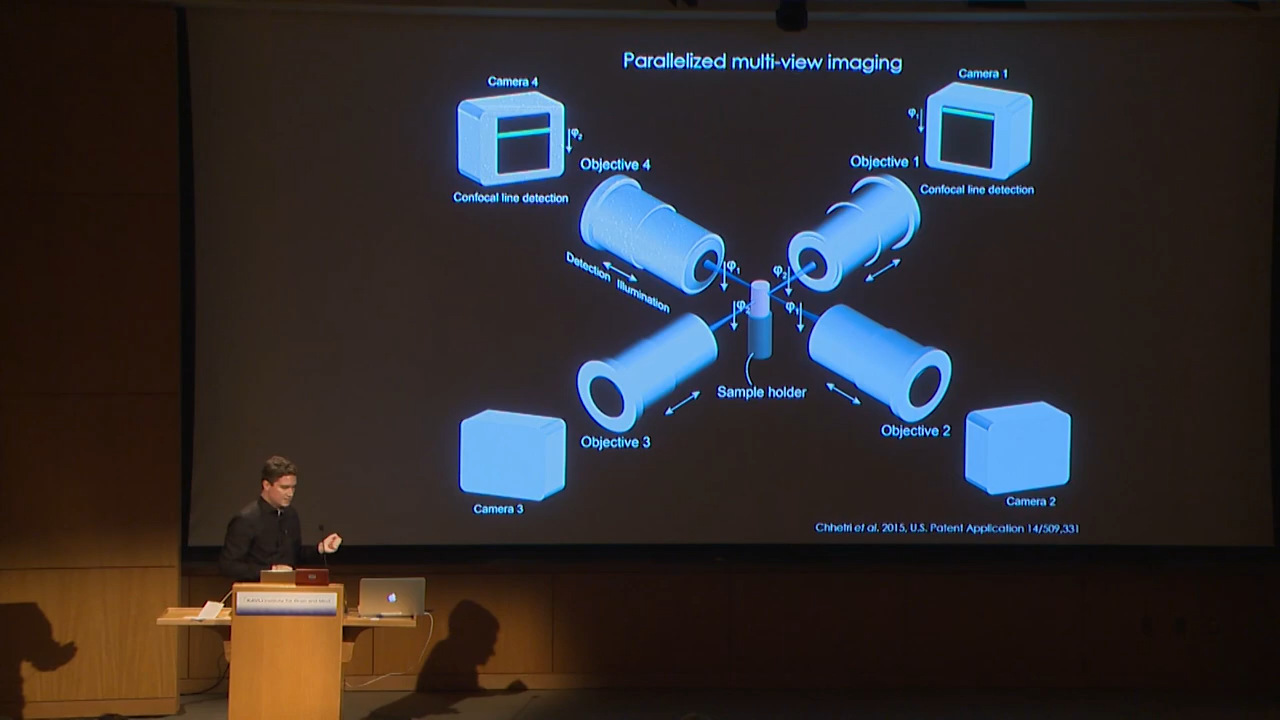 Parallelized multi-view imaging
Camera 4
Camera 1
φ₂
φ₁
Objective 4
Objective 1
Confocal line detection
Confocal line detection
Detection
Illumination
φ₁
φ₂
φ₂
φ₁
Sample holder
Objective 3
Objective 2
Camera 3
Camera 2
Chhetri et al. 2015, U.S. Patent Application 14/509,331